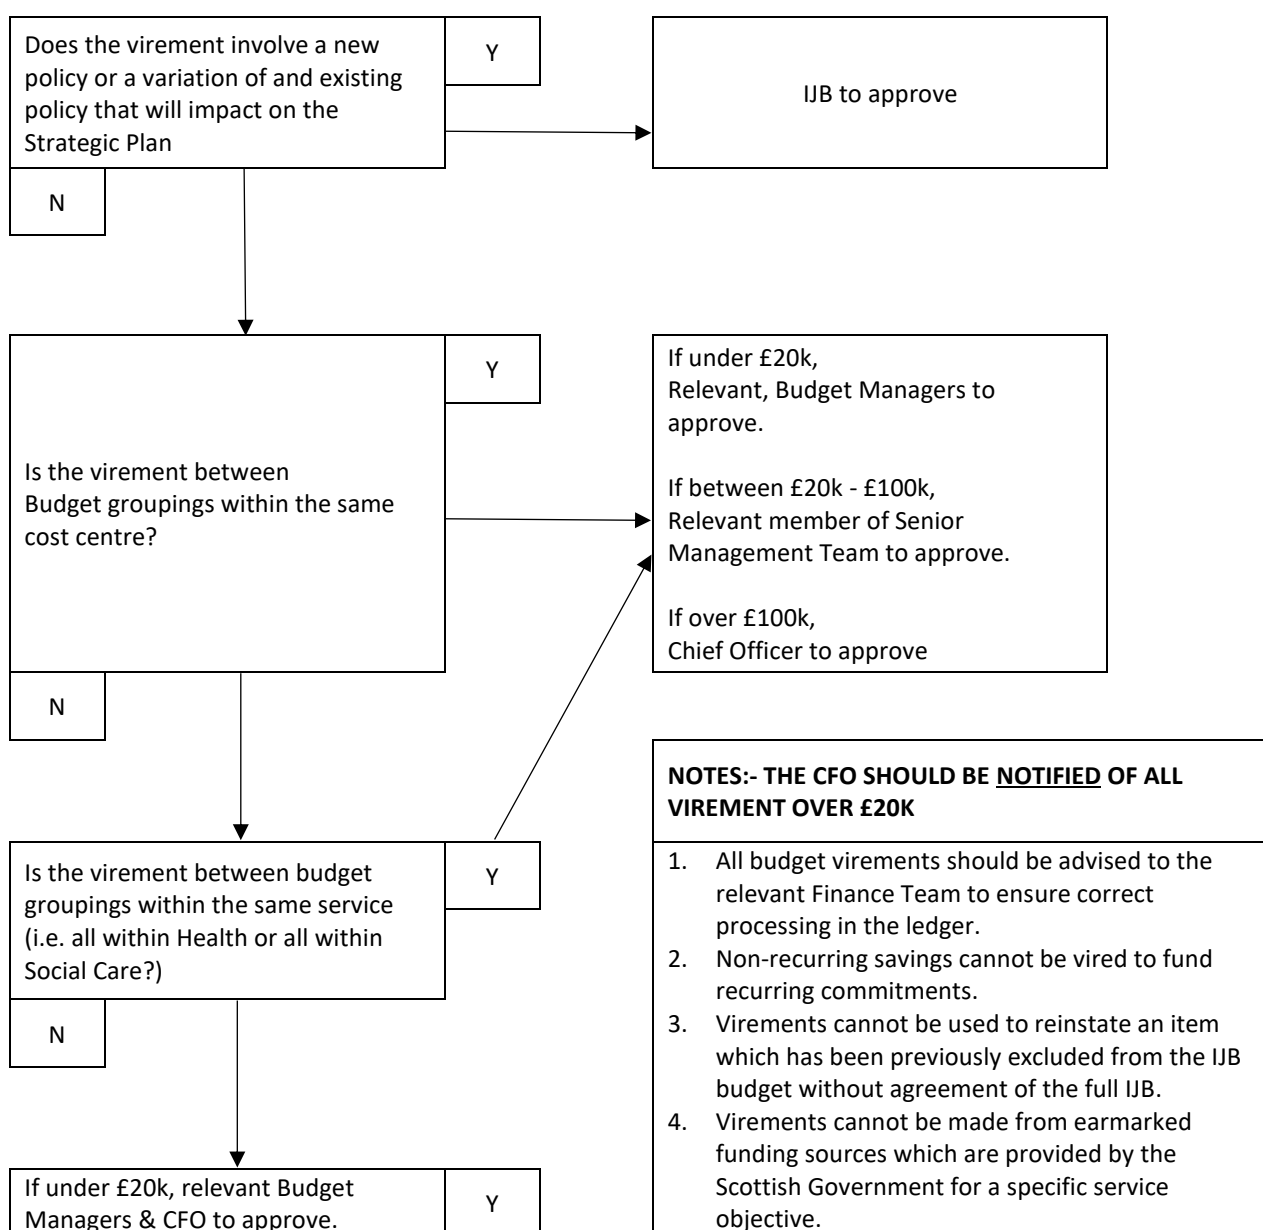 Does the virement involve a new
policy or a variation of and existing
policy that will impact on the
Strategic Plan
Y
IJB to approve
N
Is the virement between
Budget groupings within the same
cost centre?
Y
If under £20k,
Relevant, Budget Managers to
approve.
If between £20k - £100k,
Relevant member of Senior
Management Team to approve.
If over £100k,
Chief Officer to approve
N
Is the virement between budget
groupings within the same service
(i.e. all within Health or all within
Social Care?)
Y
N
If under £20k, relevant Budget
Managers & CFO to approve.
Y
NOTES:- THE CFO SHOULD BE NOTIFIED OF ALL
VIREMENT OVER £20K
1. All budget virements should be advised to the
relevant Finance Team to ensure correct
processing in the ledger.
2. Non-recurring savings cannot be vired to fund
recurring commitments.
3. Virements cannot be used to reinstate an item
which has been previously excluded from the IJB
budget without agreement of the full IJB.
4. Virements cannot be made from earmarked
funding sources which are provided by the
Scottish Government for a specific service
objective.